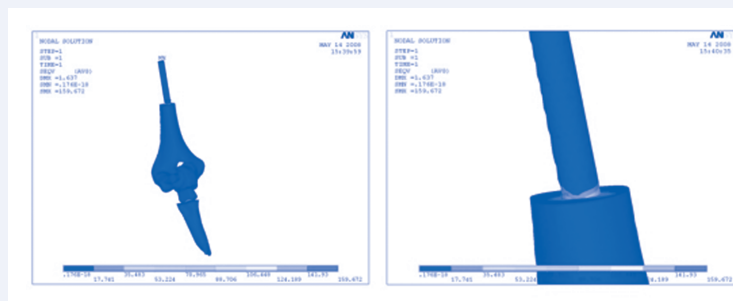 AN
NODAL SOLUTION
MAY 14 2008
15:39:59
STEP=1
SUB =1
TIME=1
SEQV (AVG)
DMX =1.637
SMN =.176E-18
SMX =159.672
.176E-18 35.483 70.965 106.448 141.93
17.741 53.224 88.706 124.189 159.672
AN
NODAL SOLUTION
MAY 14 2008
15:40:35
STEP=1
SUB =1
TIME=1
SEQV (AVG)
DMX =1.637
SMN =.176E-18
SMX =159.672
.176E-18 35.483 141.93
17.741 53.224 4.189 159.672